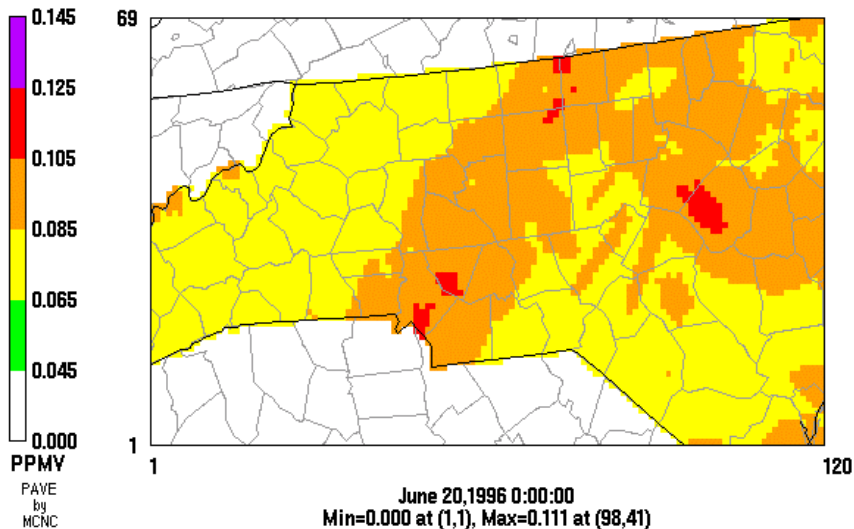 0.145
0.125
0.105
0.085
0.065
0.045
0.000
PPMV
PAVE
by
MCNC
69
1
1
120
June 20,1996 0:00:00
Min=0.000 at (1,1), Max=0.111 at (98,41)